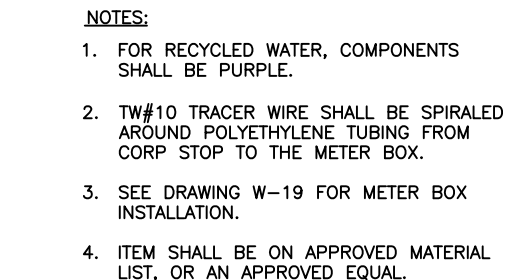 NOTES:
1. FOR RECYCLED WATER, COMPONENTS
SHALL BE PURPLE.
2. TW#10 TRACER WIRE SHALL BE SPIRALED
AROUND POLYETHYLENE TUBING FROM
CORP STOP TO THE METER BOX.
3. SEE DRAWING W-19 FOR METER BOX
INSTALLATION.
4. ITEM SHALL BE ON APPROVED MATERIAL
LIST, OR AN APPROVED EQUAL.